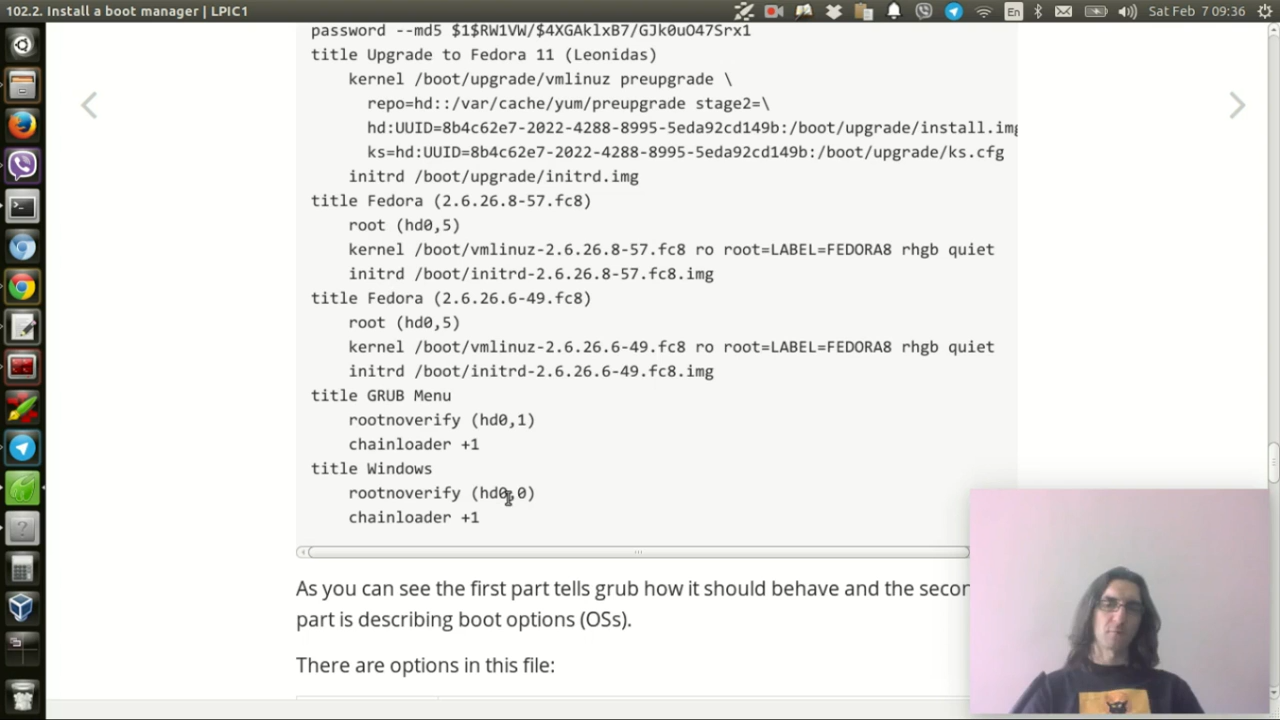 102.2. Install a boot manager | LPIC1
En
Sat Feb 7 09:36
password --md5 $1$RW1VW/$4XGAklxB7/GJk0uO47Srx1
title Upgrade to Fedora 11 (Leonidas)
kernel /boot/upgrade/vmlinuz preupgrade \
repo=hd::/var/cache/yum/preupgrade stage2=\
hd:UUID=8b4c62e7-2022-4288-8995-5eda92cd149b:/boot/upgrade/install.img
ks=hd:UUID=8b4c62e7-2022-4288-8995-5eda92cd149b:/boot/upgrade/ks.cfg
initrd /boot/upgrade/initrd.img
title Fedora (2.6.26.8-57.fc8)
root (hd0,5)
kernel /boot/vmlinuz-2.6.26.8-57.fc8 ro root=LABEL=FEDORA8 rhgb quiet
initrd /boot/initrd-2.6.26.8-57.fc8.img
title Fedora (2.6.26.6-49.fc8)
root (hd0,5)
kernel /boot/vmlinuz-2.6.26.6-49.fc8 ro root=LABEL=FEDORA8 rhgb quiet
initrd /boot/initrd-2.6.26.6-49.fc8.img
title GRUB Menu
rootnoverify (hd0,1)
chainloader +1
title Windows
rootnoverify (hd0,0)
chainloader +1
As you can see the first part tells grub how it should behave and the secon
part is describing boot options (OSs).
There are options in this file: